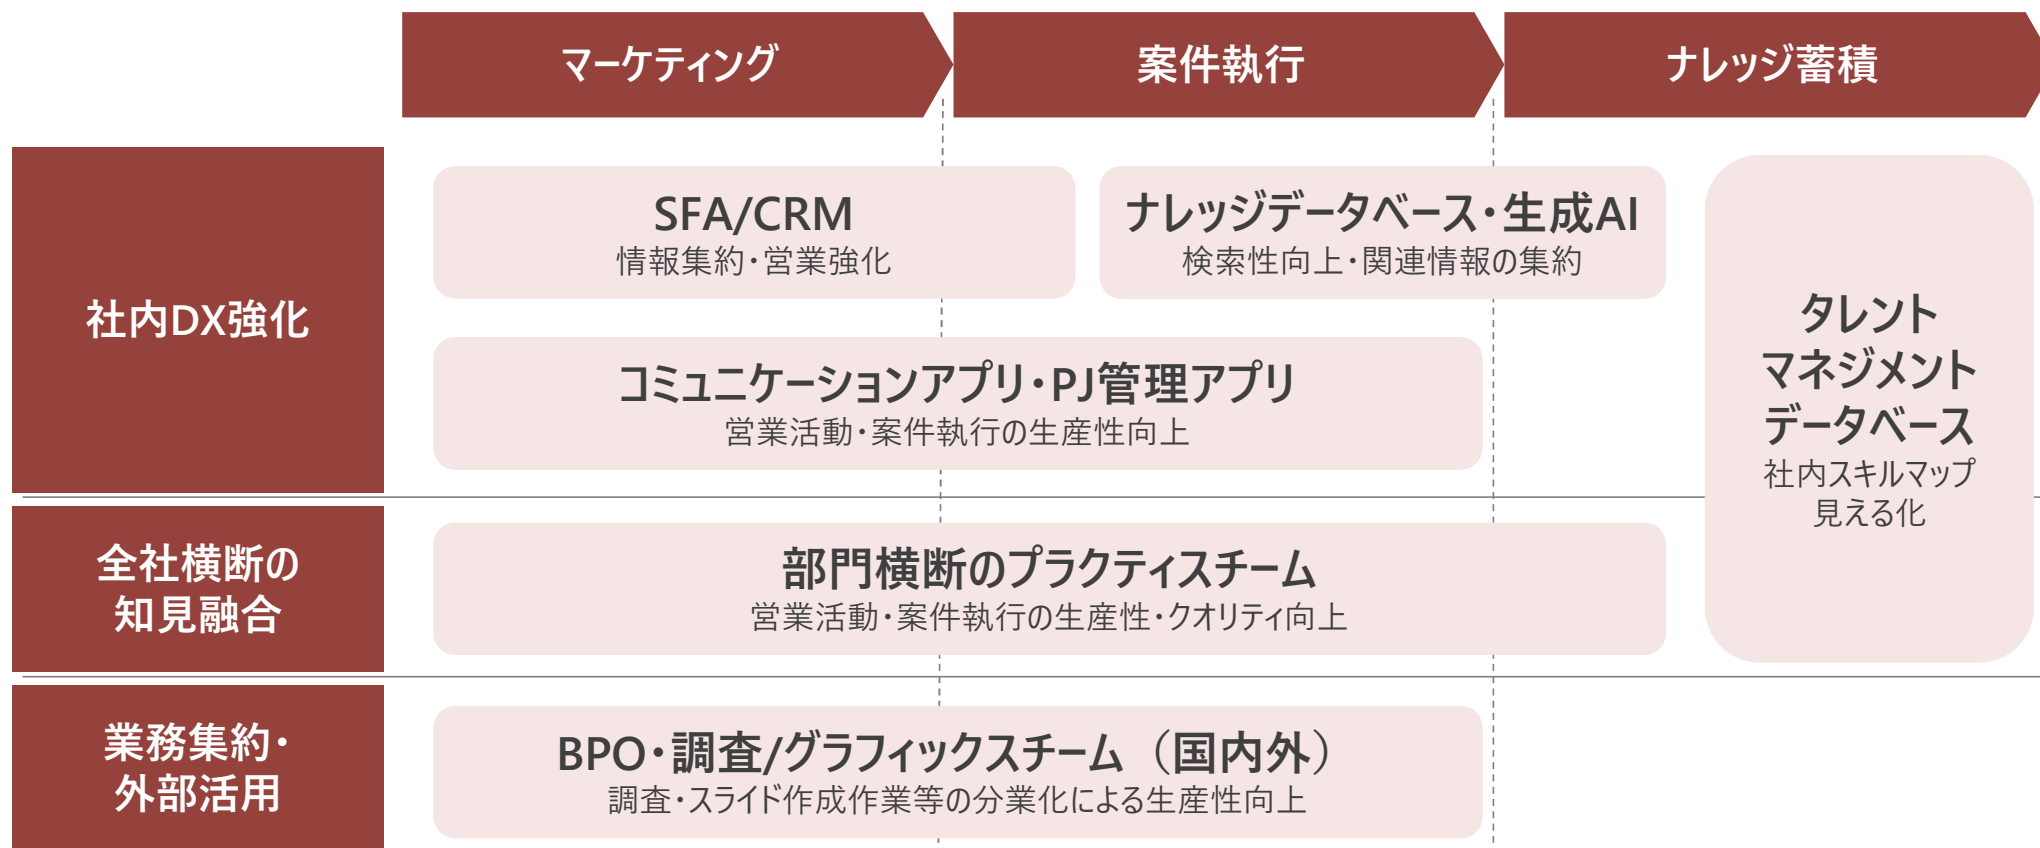 マーケティング
案件執行
ナレッジ蓄積
社内DX強化
SFA/CRM
情報集約・営業強化
ナレッジデータベース・生成AI
検索性向上・関連情報の集約
コミュニケーションアプリ・PJ管理アプリ
営業活動・案件執行の生産性向上
タレント
マネジメント
データベース
社内スキルマップ
見える化
全社横断の
知見融合
部門横断のプラクティスチーム
営業活動・案件執行の生産性・クオリティ向上
業務集約・
外部活用
BPO・調査/グラフィックスチーム（国内外）
調査・スライド作成作業等の分業化による生産性向上